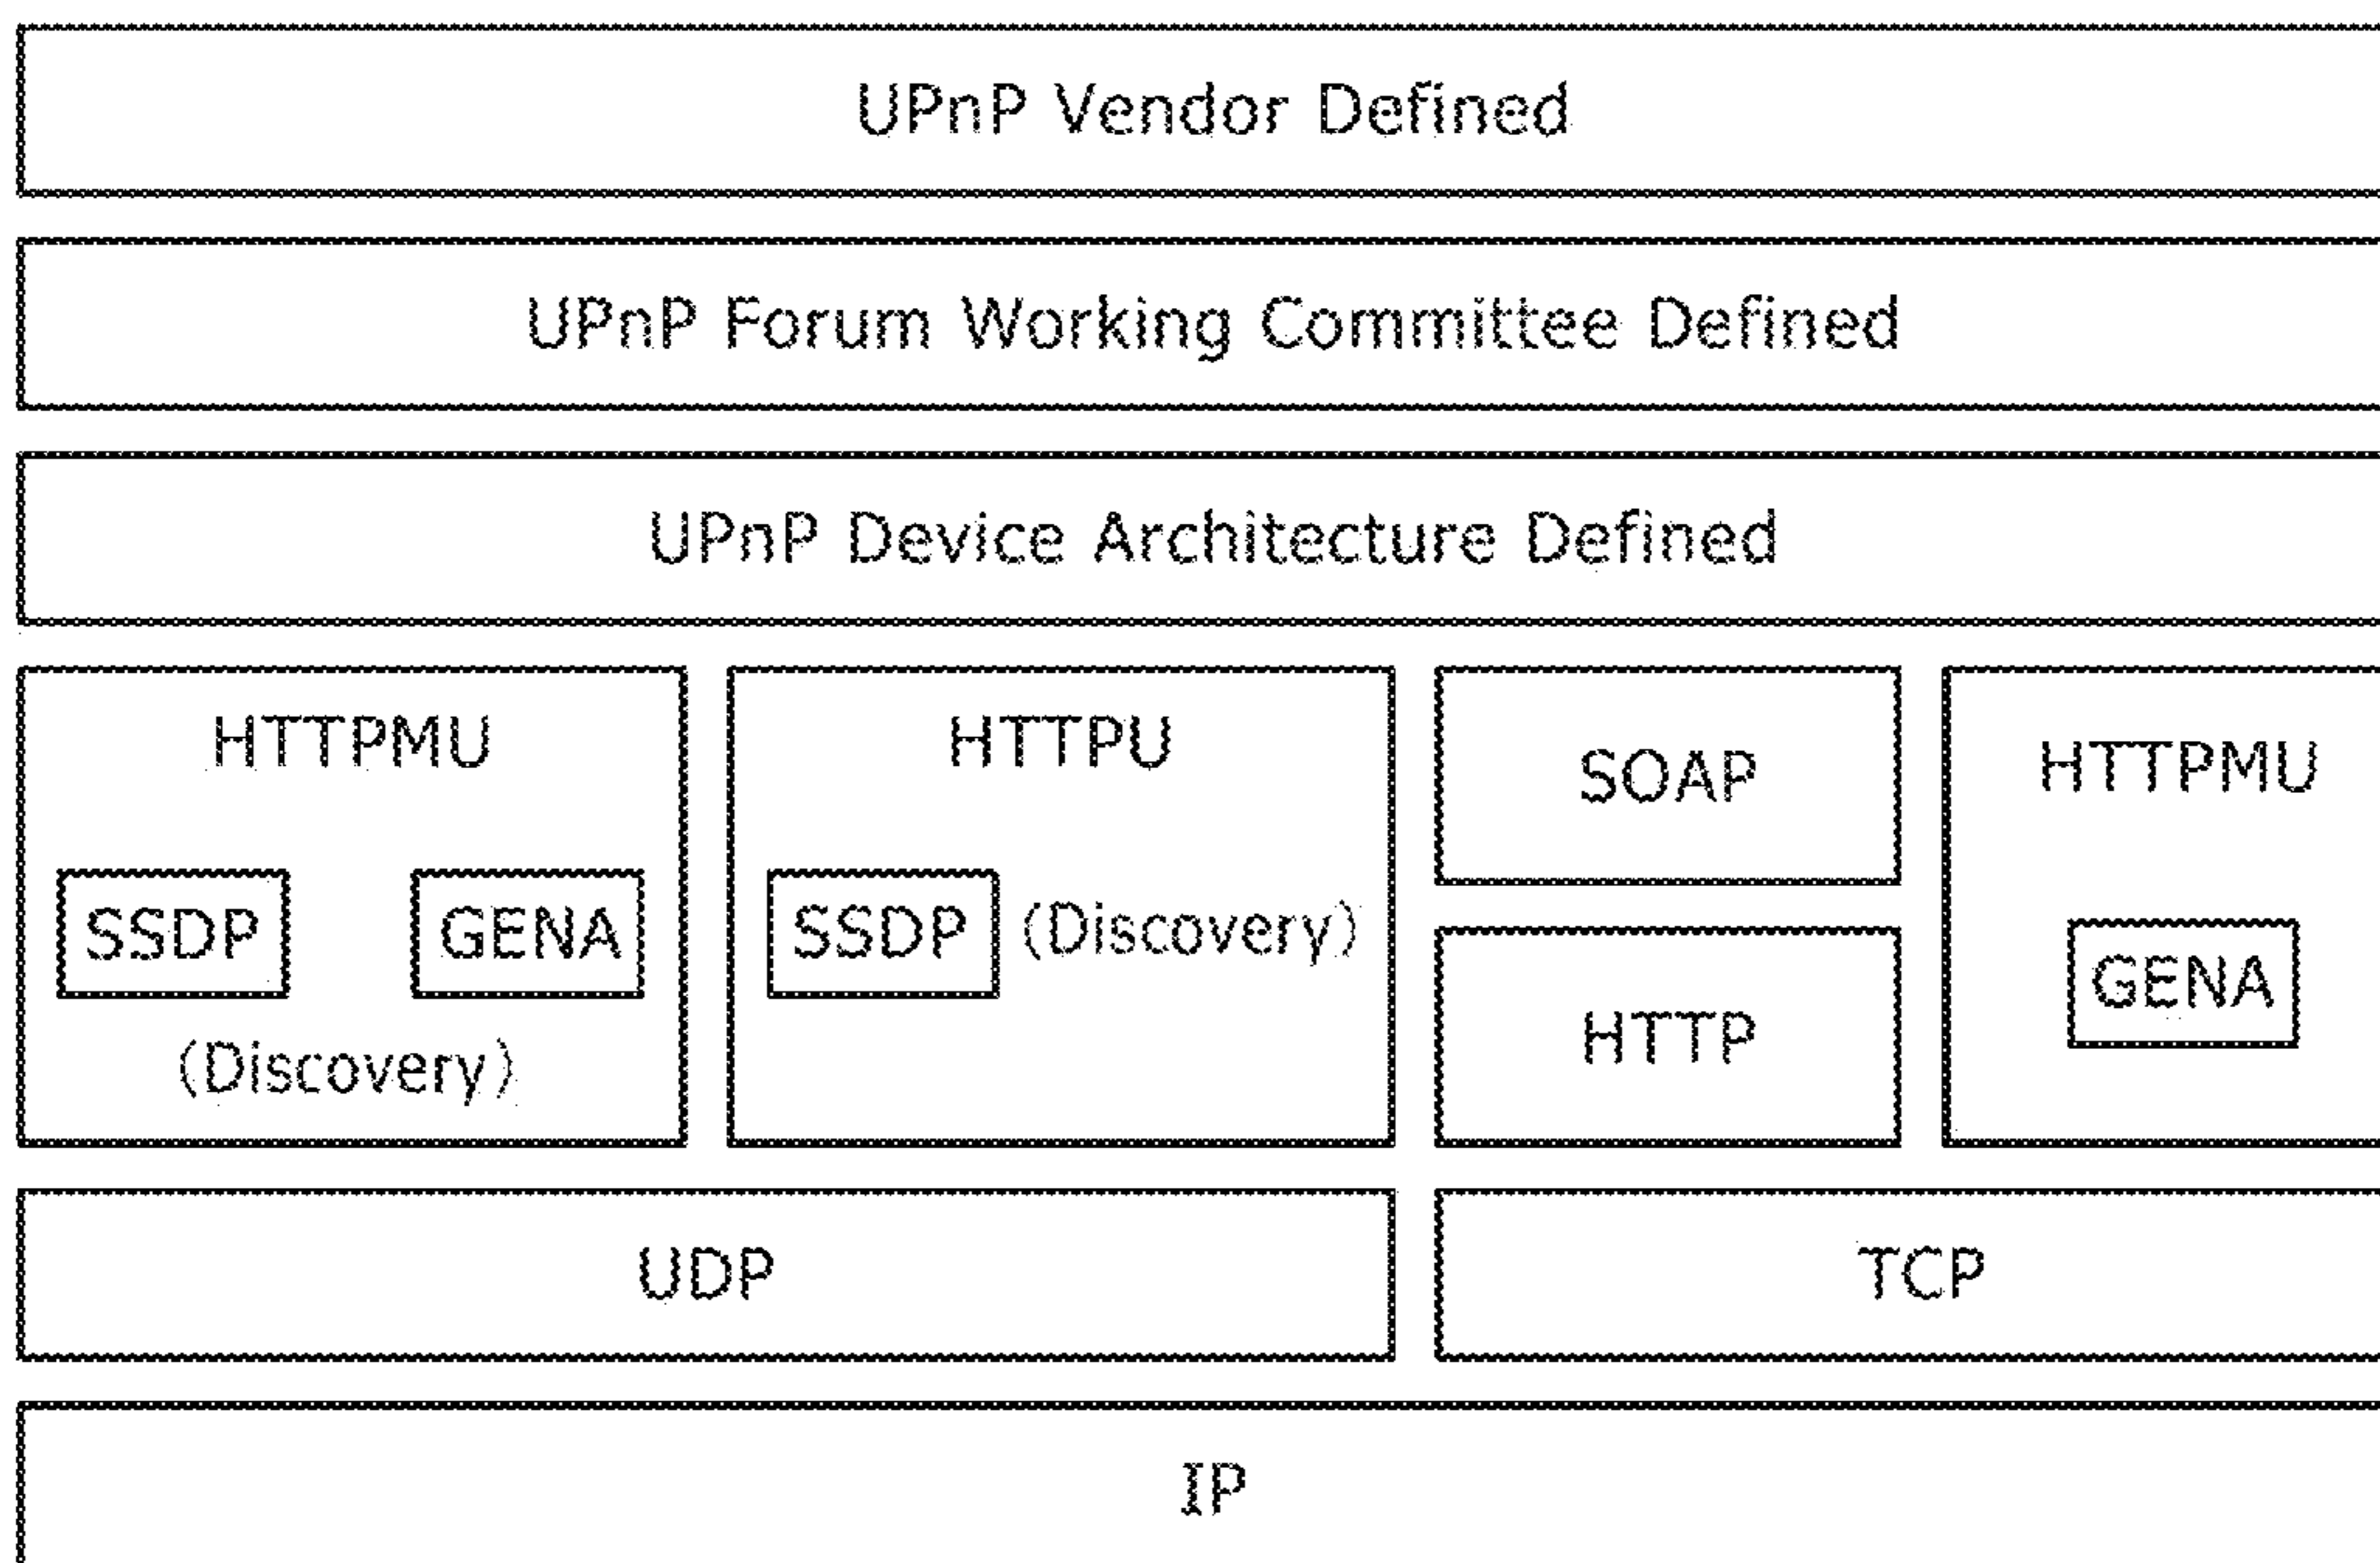 UPnP Vendor Defined
UPnP Forum Working Committee Defined
UPnP Device Architecture Defined
HTTPMU
SSDP
GENA
(Discovery)
HTTPU
SSDP
(Discovery)
SOAP
HTTP
HTTPMU
GENA
UDP
TCP
IP